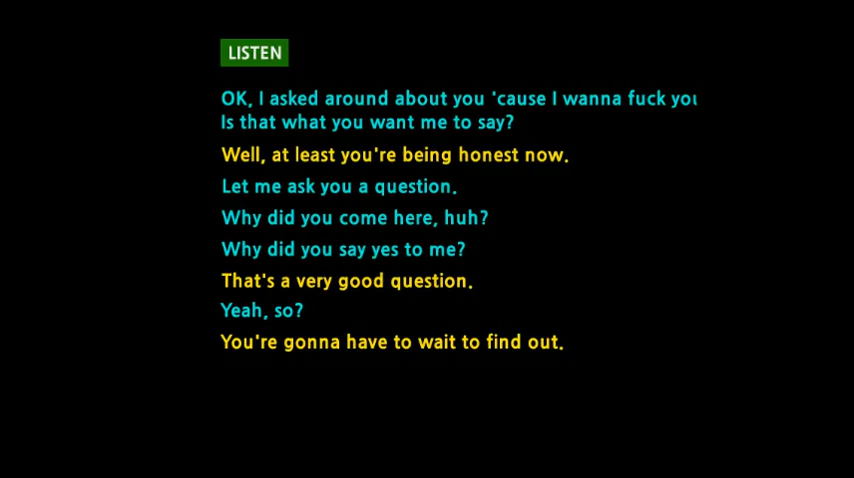 LISTEN
OK, I asked around about you 'cause I wanna fuck you
Is that what you want me to say?
Well, at least you're being honest now.
Let me ask you a question.
Why did you come here, huh?
Why did you say yes to me?
That's a very good question.
Yeah, so?
You're gonna have to wait to find out.